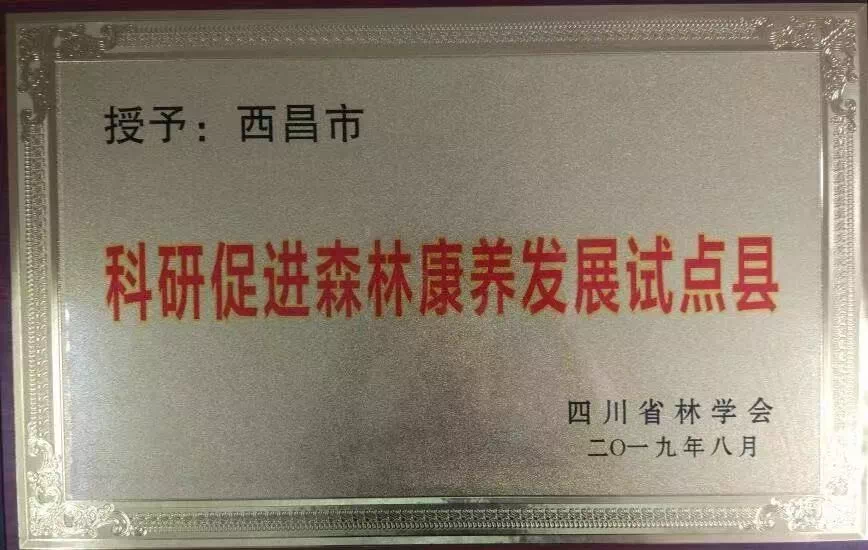 授予：西昌市
科研促进森林康养发展试点县
四川省林学会
二〇一九年八月